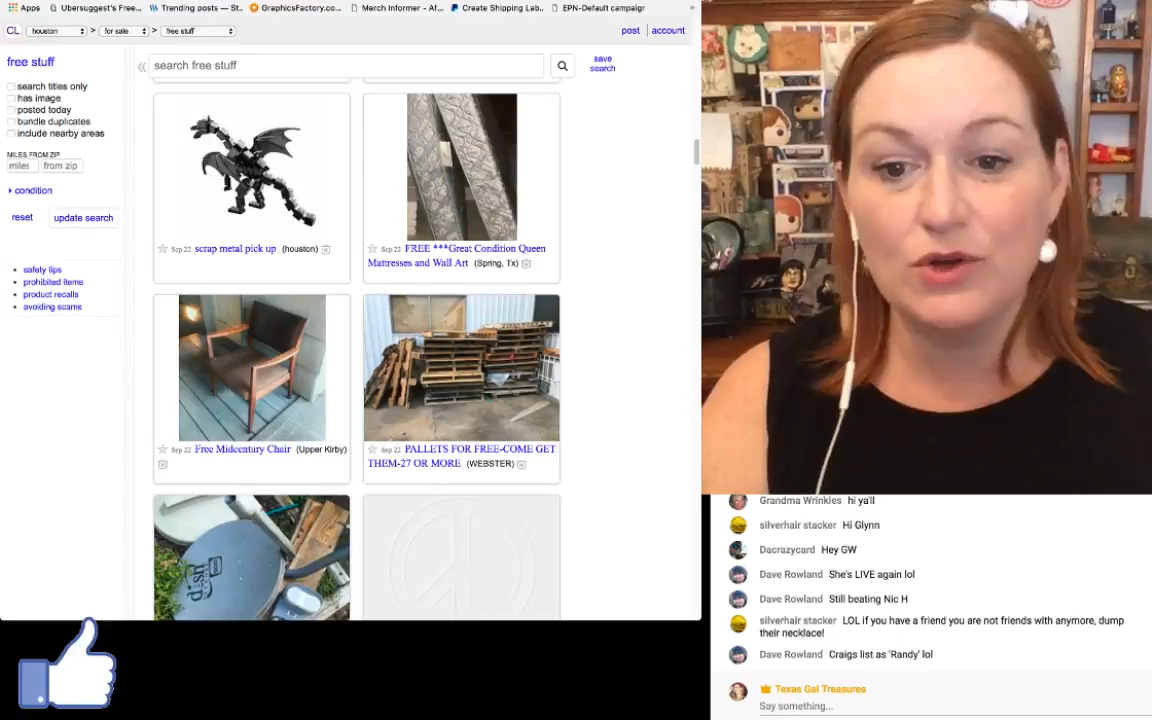 Apps Ubersuggest's Free... Trending posts – St... GraphicsFactory.co... Merch Informer - Af... Create Shipping Lab... EPN-Default campaigr »
CL houston > for sale > free stuff post account
free stuff
« search free stuff
save
search
search titles only
has image
posted today
bundle duplicates
include nearby areas
MILES FROM ZIP
miles from zip
condition
reset update search
safety tips
prohibited items
product recalls
avoiding scams
Sep 22 scrap metal pick up (houston)
Sep 22 FREE ***Great Condition Queen
Mattresses and Wall Art (Spring, Tx)
Sep 22 Free Midcentury Chair (Upper Kirby)
Sep 22 PALLETS FOR FREE-COME GET
THEM-27 OR MORE (WEBSTER)
dish
Grandma Wrinkles hi ya'll
silverhair stacker Hi Glynn
Dacrazycard Hey GW
Dave Rowland She's LIVE again lol
Dave Rowland Still beating Nic H
silverhair stacker LOL if you have a friend you are not friends with anymore, dump
their necklace!
Dave Rowland Craigs list as 'Randy' lol
Texas Gal Treasures
Say something...